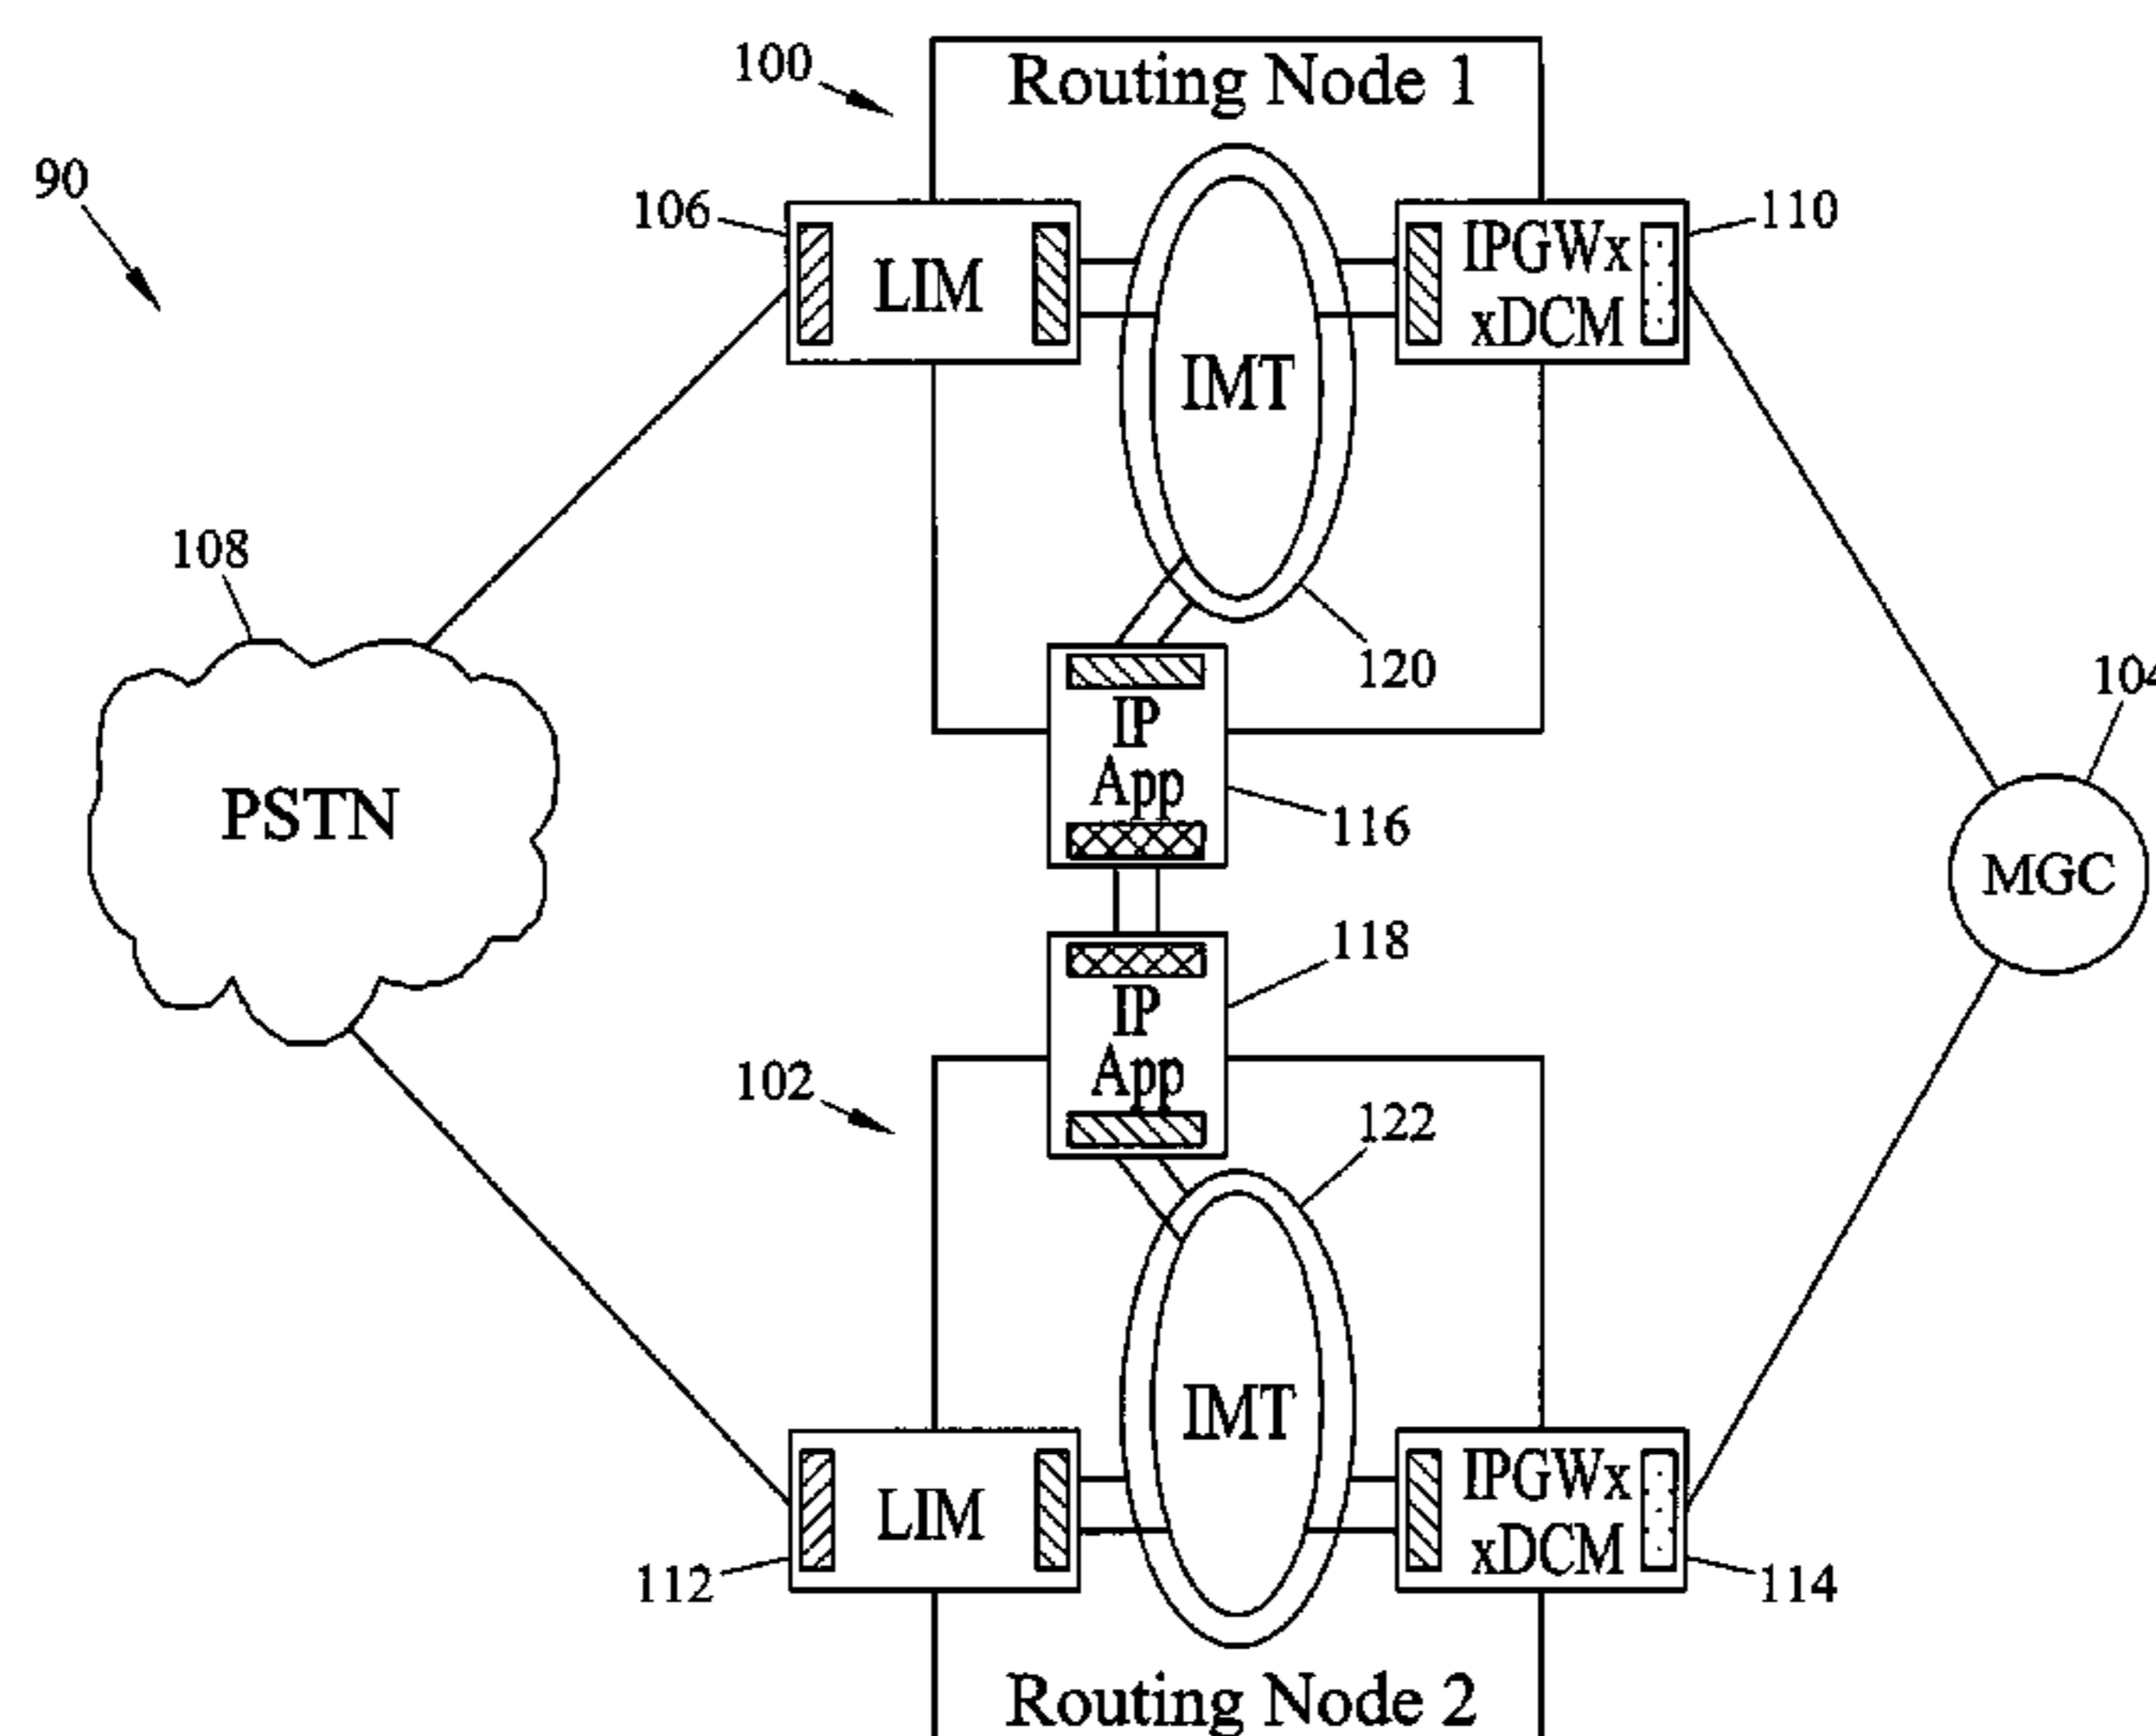 100
Routing Node 1
90
106
LIM
IPGWx
xDCM
110
IMT
108
120
104
IP
App
116
PSTN
MGC
118
IP
App
102
122
IMT
LIM
IPGWx
xDCM
112
114
Routing Node 2